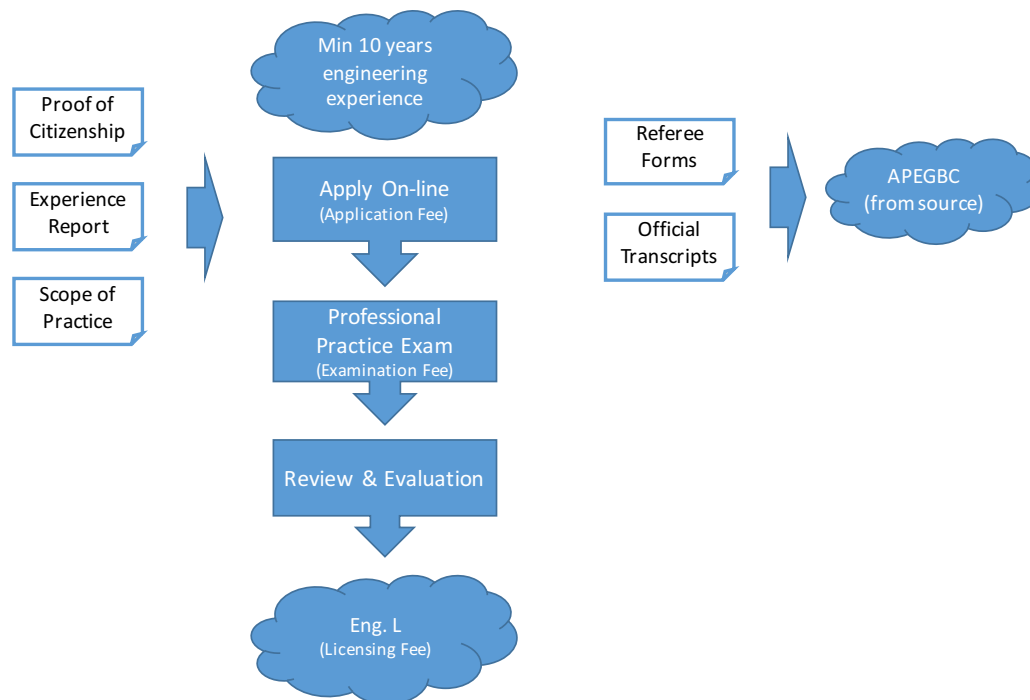 Min 10 years
engineering
experience
Proof of
Citizenship
Experience
Report
Scope of
Practice
Apply On-line
(Application Fee)
Professional
Practice Exam
(Examination Fee)
Review & Evaluation
Eng. L
(Licensing Fee)
Referee
Forms
Official
Transcripts
APEGBC
(from source)